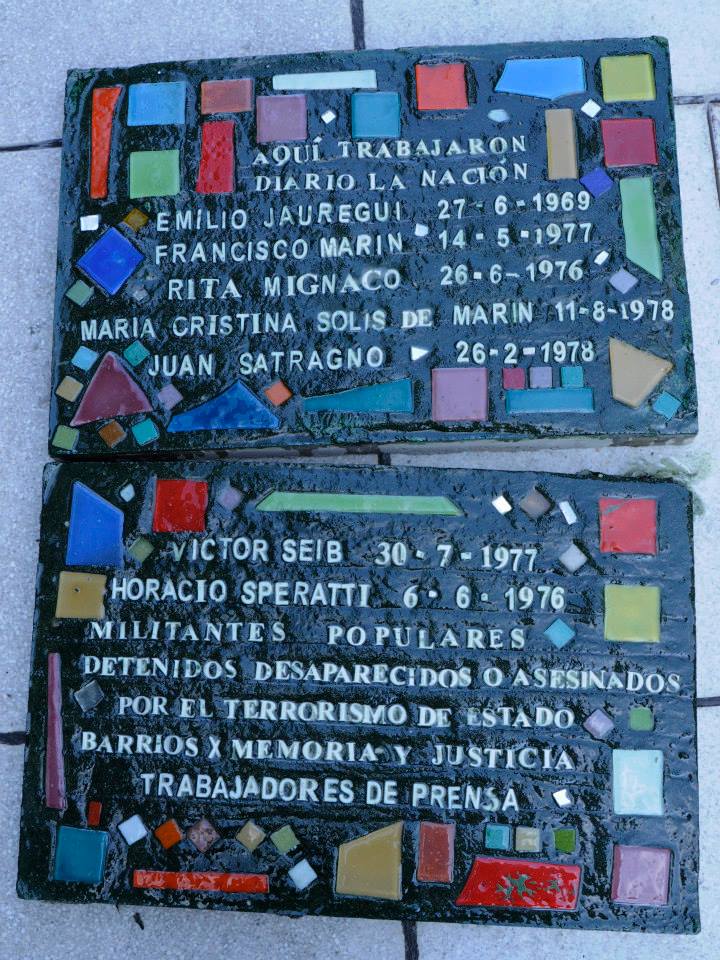 AQUÍ TRABAJARON
DIARIO LA NACIÓN
EMILIO JAUREGUI 27-6-1969
FRANCISCO MARIN 14-5-1977
RITA MIGNACO 26-6-1976
MARIA CRISTINA SOLIS DE MARIN 11-8-1978
JUAN SATRAGNO 26-2-1978
VICTOR SEIB 30-7-1977
HORACIO SPERATTI 6-6-1976
MILITANTES POPULARES
DETENIDOS DESAPARECIDOS O ASESINADOS
POR EL TERRORISMO DE ESTADO
BARRIOS X MEMORIA Y JUSTICIA
TRABAJADORES DE PRENSA